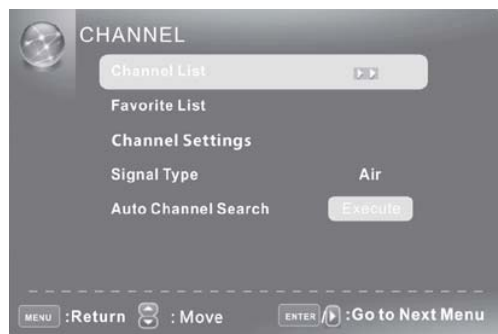 CHANNEL
Channel List
Favorite List
Channel Settings
Signal Type Air
Auto Channel Search Execute
MENU :Return : Move ENTER / :Go to Next Menu